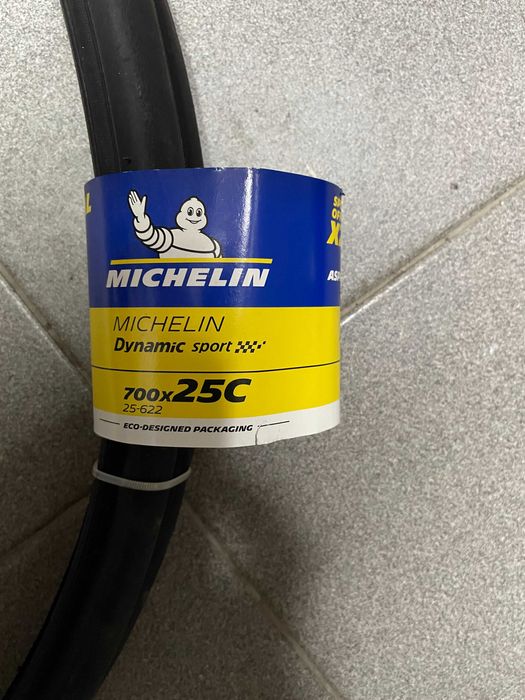 MICHELIN
MICHELIN
Dynamic sport
700x25C
25-622
ECO-DESIGNED PACKAGING